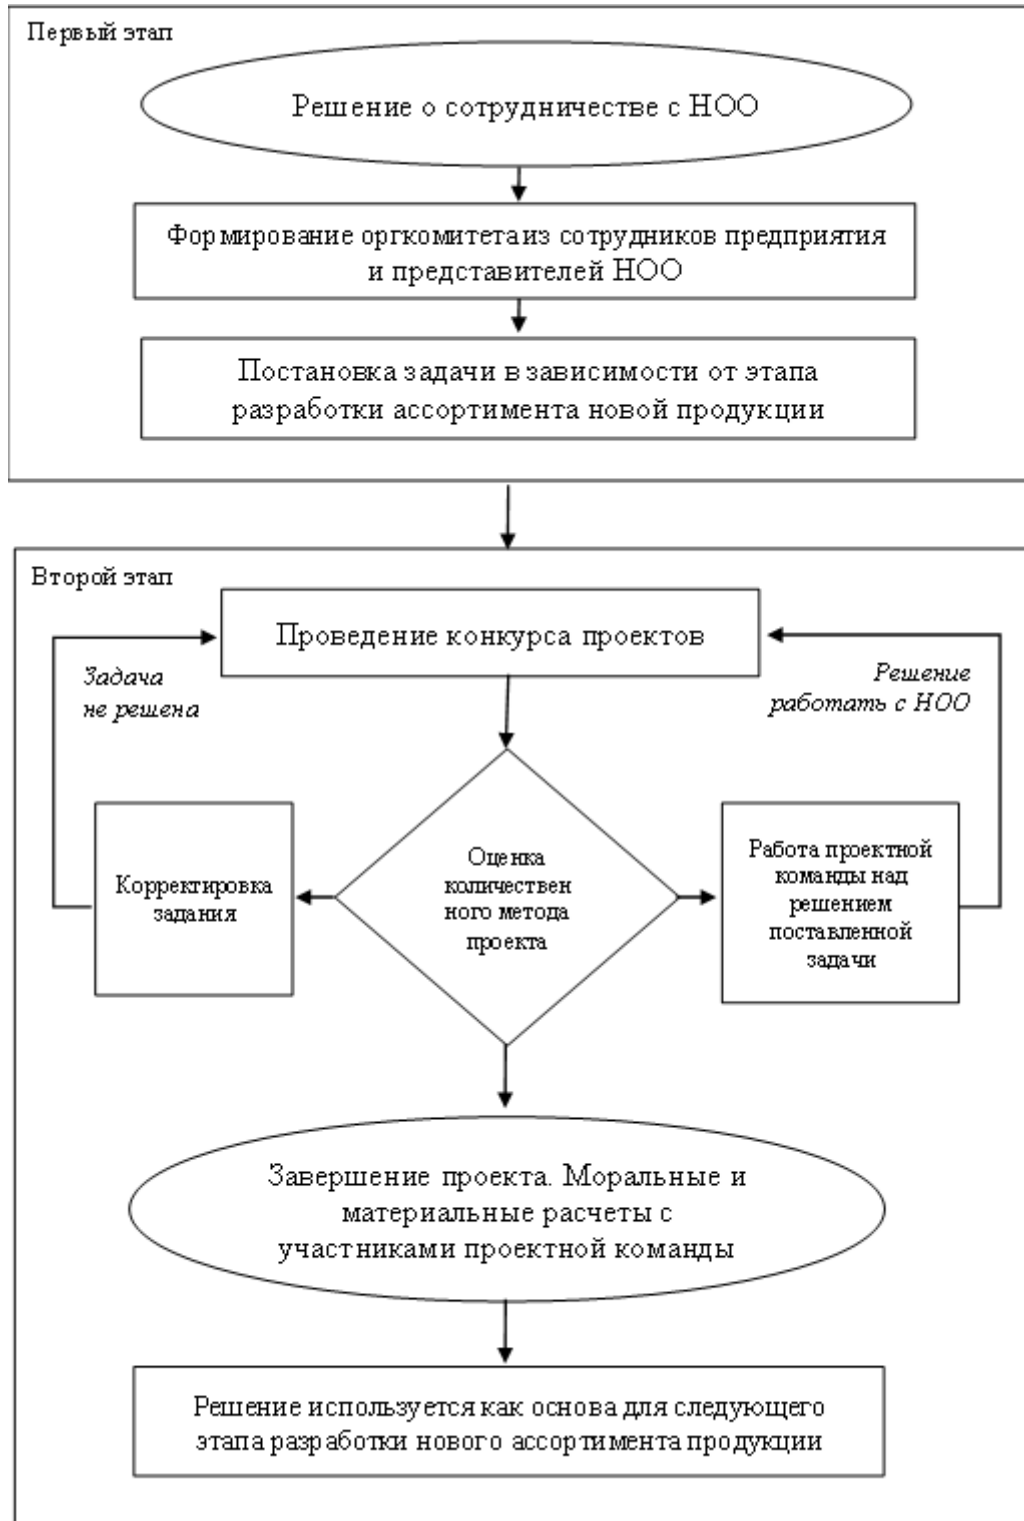 Первый этап
Решение о сотрудничестве с НОО
Формирование оргкомитета из сотрудников предприятия
и представителей НОО
Постановка задачи в зависимости от этапа
разработки ассортимента новой продукции
Второй этап
Проведение конкурса проектов
Задача
не решена
Решение
работать с НОО
Корректировка
задания
Оценка
количествен
ного метода
проекта
Работа проектной
команды над
решением
поставленной
задачи
Завершение проекта. Моральные и
материальные расчеты с
участниками проектной команды
Решение используется как основа для следующего
этапа разработки нового ассортимента продукции